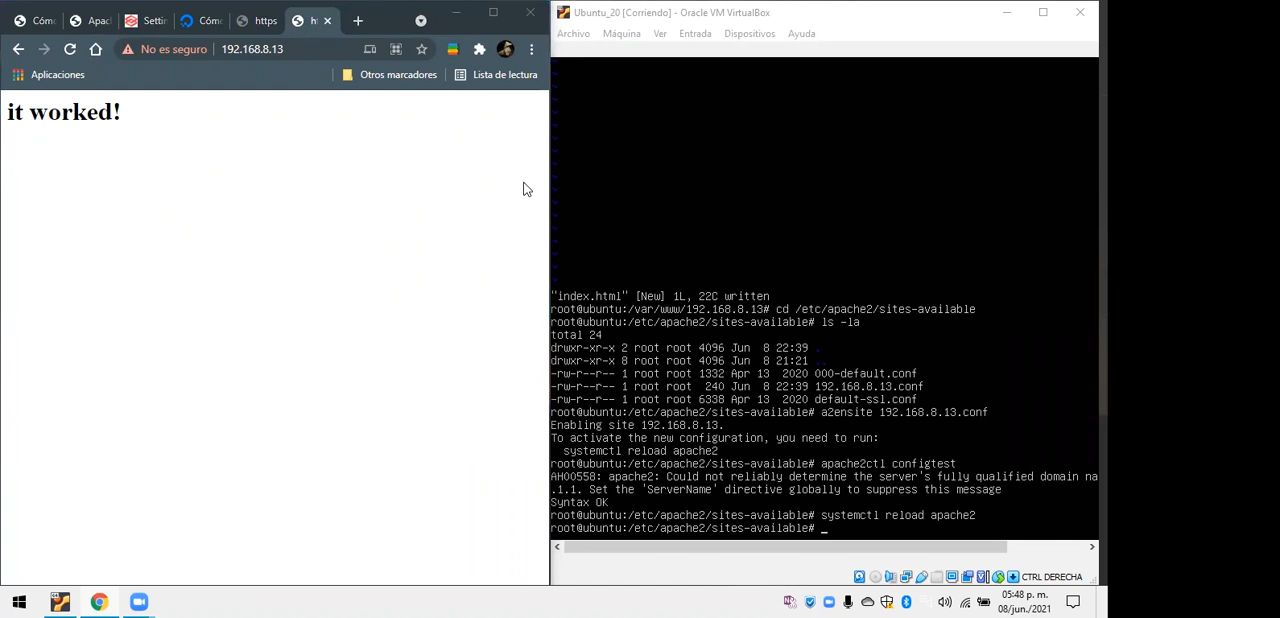 Cóm
Apac
Settir
Cómc
https
ht
No es seguro
192.168.8.13
Aplicaciones
Otros marcadores
Lista de lectura
it worked!
Ubuntu_20 [Corriendo] - Oracle VM VirtualBox
Archivo Máquina Ver Entrada Dispositivos Ayuda
"index.html" [New] 1L, 22C written
root@ubuntu:/var/www/192.168.8.13# cd /etc/apache2/sites-available
root@ubuntu:/etc/apache2/sites-available# ls -la
total 24
drwxr-xr-x 2 root root 4096 Jun 8 22:39 .
drwxr-xr-x 8 root root 4096 Jun 8 21:21 ..
-rw-r--r-- 1 root root 1332 Apr 13 2020 000-default.conf
-rw-r--r-- 1 root root 240 Jun 8 22:39 192.168.8.13.conf
-rw-r--r-- 1 root root 6338 Apr 13 2020 default-ssl.conf
root@ubuntu:/etc/apache2/sites-available# a2ensite 192.168.8.13.conf
Enabling site 192.168.8.13.
To activate the new configuration, you need to run:
systemctl reload apache2
root@ubuntu:/etc/apache2/sites-available# apache2ctl configtest
AH00558: apache2: Could not reliably determine the server's fully qualified domain na
.1.1. Set the 'ServerName' directive globally to suppress this message
Syntax OK
root@ubuntu:/etc/apache2/sites-available# systemctl reload apache2
root@ubuntu:/etc/apache2/sites-available# _
CTRL DERECHA
05:48 p. m.
08/jun./2021